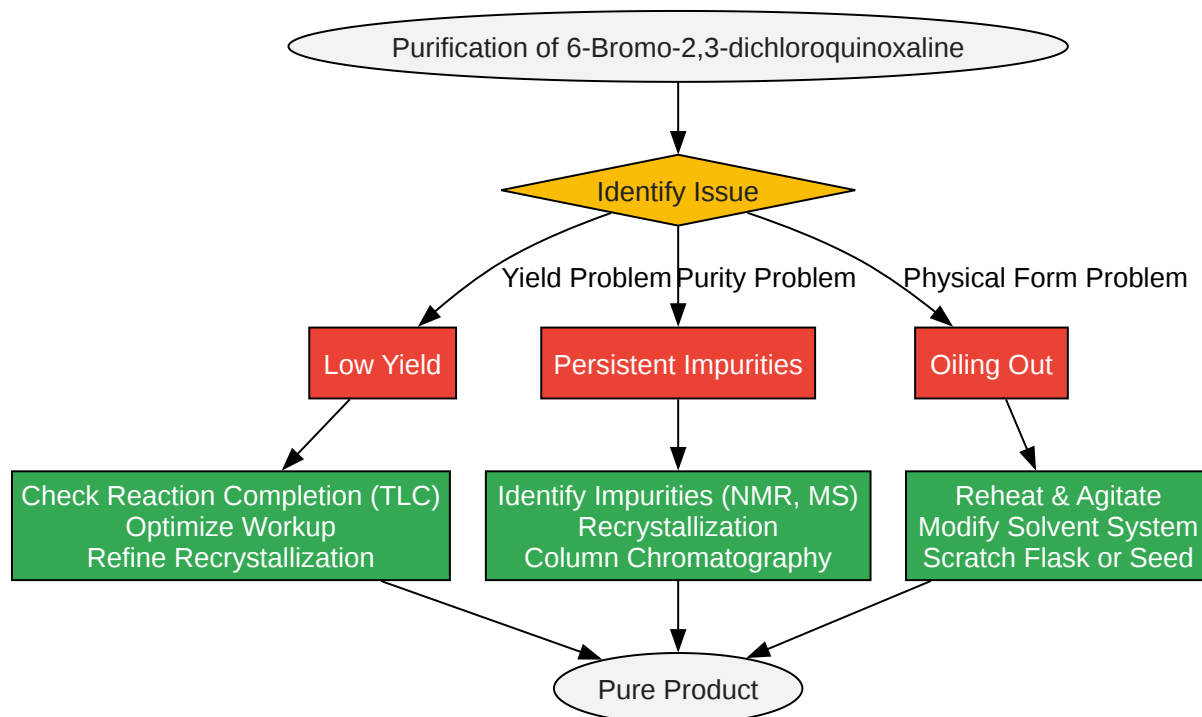 Purification of 6-Bromo-2,3-dichloroquinoxaline
Identify Issue
Yield Problem
Purity Problem
Physical Form Problem
Low Yield
Persistent Impurities
Oiling Out
Check Reaction Completion (TLC)
Optimize Workup
Refine Recrystallization
Identify Impurities (NMR, MS)
Recrystallization
Column Chromatography
Reheat & Agitate
Modify Solvent System
Scratch Flask or Seed
Pure Product